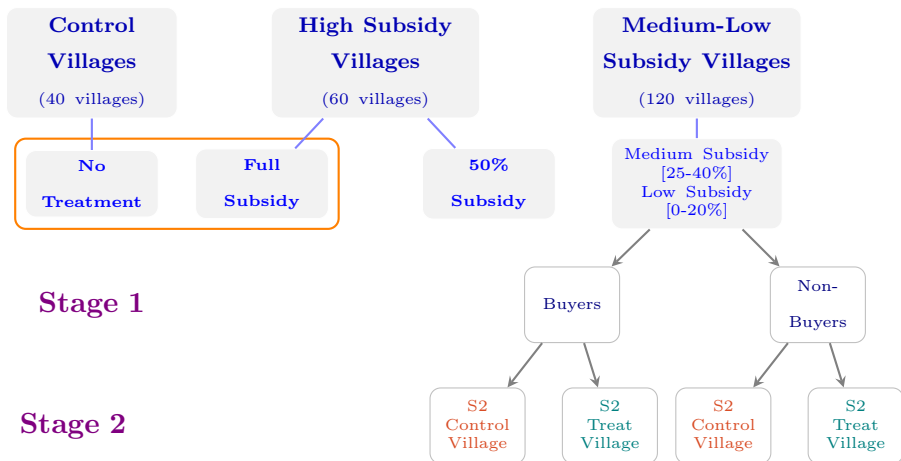 Control
Villages
(40 villages)
High Subsidy
Villages
(60 villages)
Medium-Low
Subsidy Villages
(120 villages)
No
Treatment
Full
Subsidy
50%
Subsidy
Medium Subsidy
[25-40%]
Low Subsidy
[0-20%]
Stage 1
Buyers
Non-
Buyers
Stage 2
S2
Control
Village
S2
Treat
Village
S2
Control
Village
S2
Treat
Village